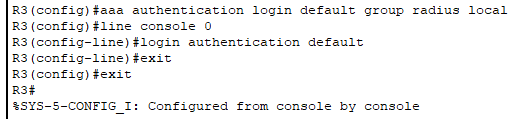 R3(config)#aaa authentication login default group radius local
R3(config)#line console 0
R3(config-line)#login authentication default
R3(config-line)#exit
R3(config)#exit
R3#
%SYS-5-CONFIG_I: Configured from console by console